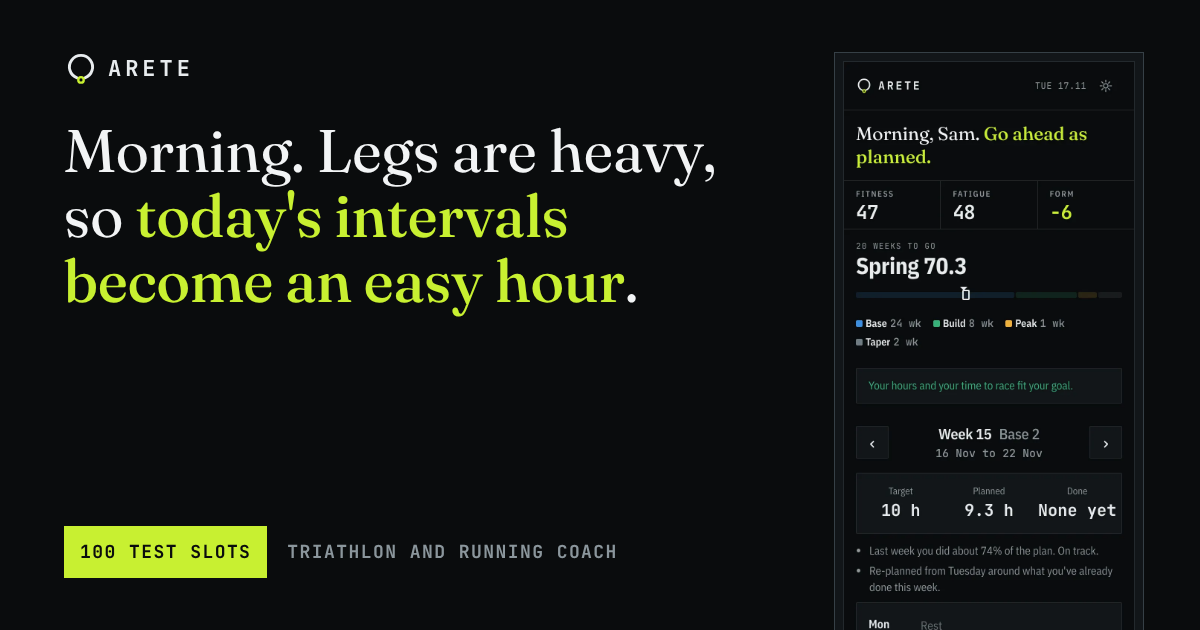 ARETE
Morning. Legs are heavy,
so today's intervals
become an easy hour.
100 TEST SLOTS
TRIATHLON AND RUNNING COACH
ARETE
TUE 17.11
Morning, Sam. Go ahead as
planned.
FITNESS FATIGUE FORM
47 48 -6
20 WEEKS TO GO
Spring 70.3
Base 24 wk Build 8 wk Peak 1 wk
Taper 2 wk
Your hours and your time to race fit your goal.
‹ Week 15 Base 2 ›
16 Nov to 22 Nov
Target Planned Done
10 h 9.3 h None yet
• Last week you did about 74% of the plan. On track.
• Re-planned from Tuesday around what you've already
done this week.
Mon Rest